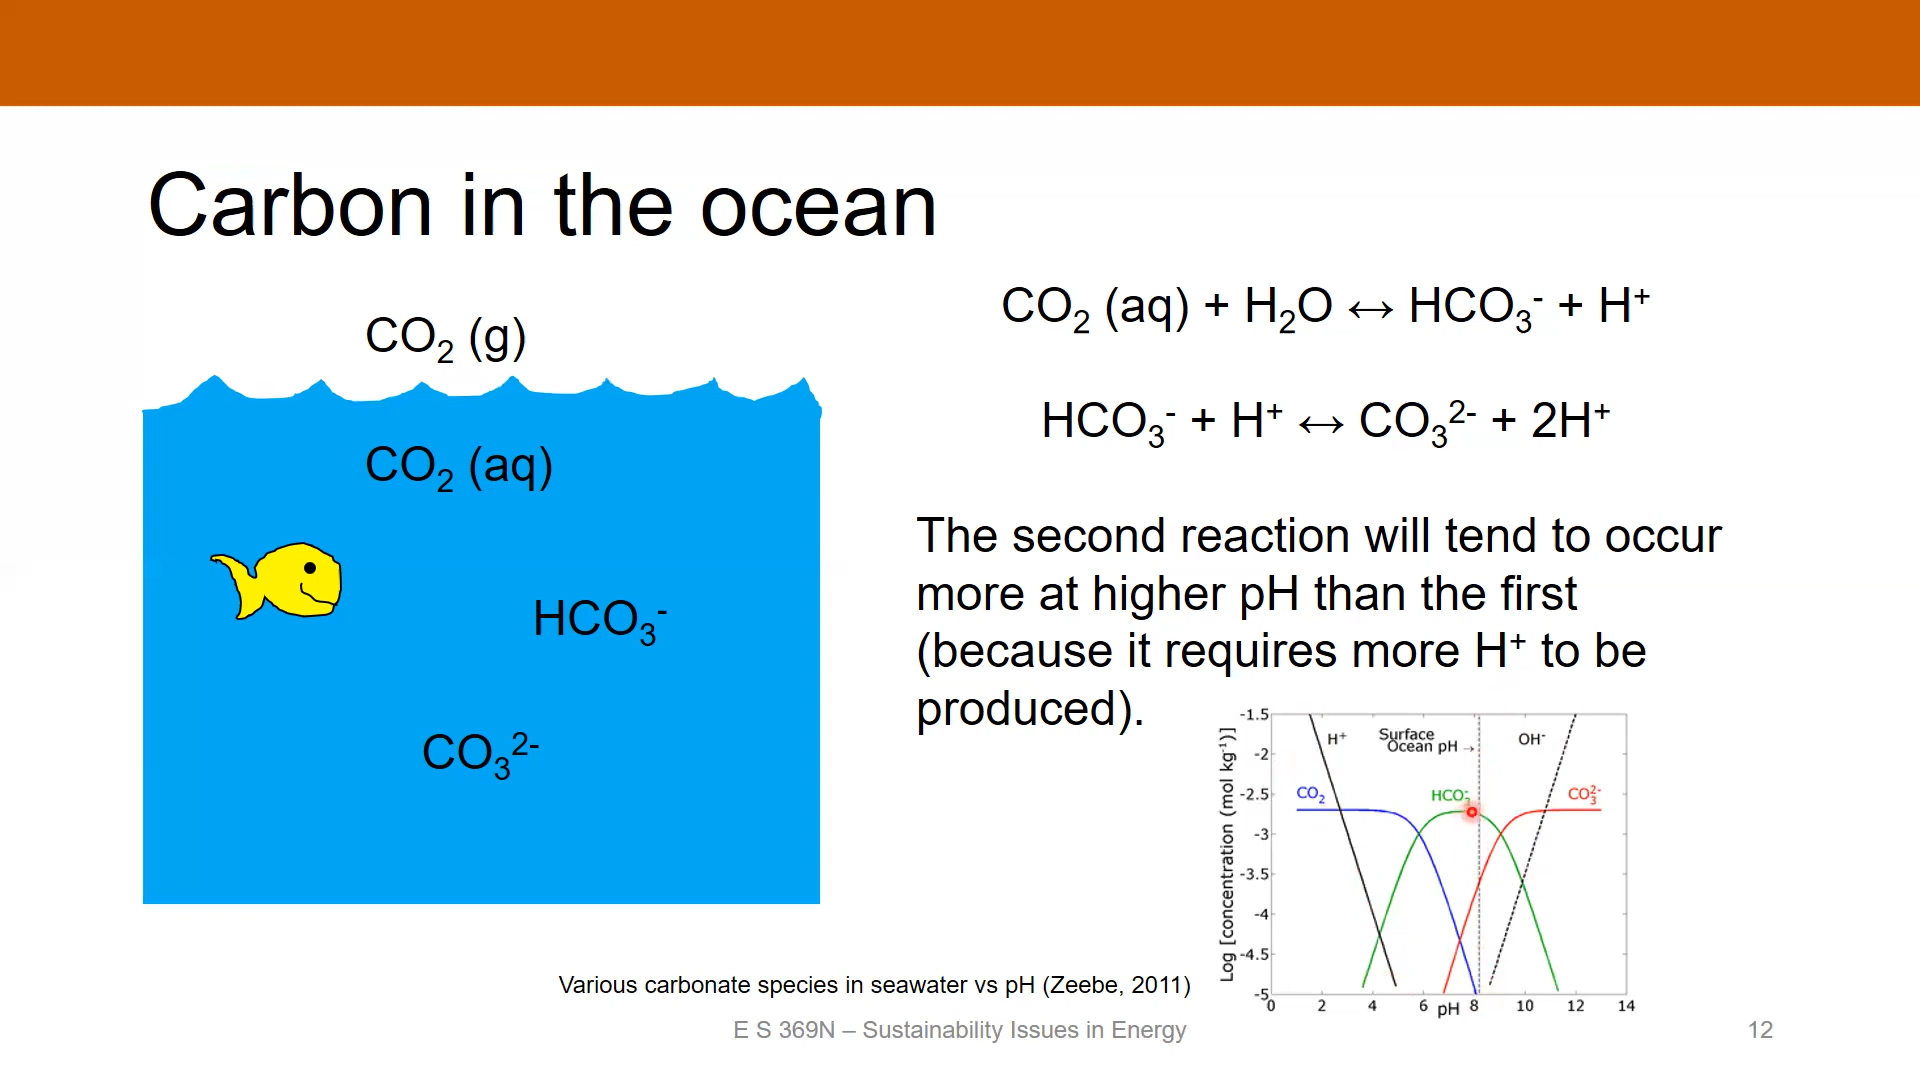 Carbon in the ocean
CO₂ (g)
CO₂ (aq)
HCO₃⁻
CO₃²⁻
CO₂ (aq) + H₂O ↔ HCO₃⁻ + H⁺
HCO₃⁻ + H⁺ ↔ CO₃²⁻ + 2H⁺
The second reaction will tend to occur
more at higher pH than the first
(because it requires more H⁺ to be
produced).
Log [concentration (mol kg⁻¹)]
-1.5
-2
-2.5
-3
-3.5
-4
-4.5
-5
H⁺
Surface
Ocean pH →
OH⁻
CO₂
HCO₃⁻
CO₃²⁻
0 2 4 6 8 10 12 14
pH
Various carbonate species in seawater vs pH (Zeebe, 2011)
E S 369N – Sustainability Issues in Energy
12